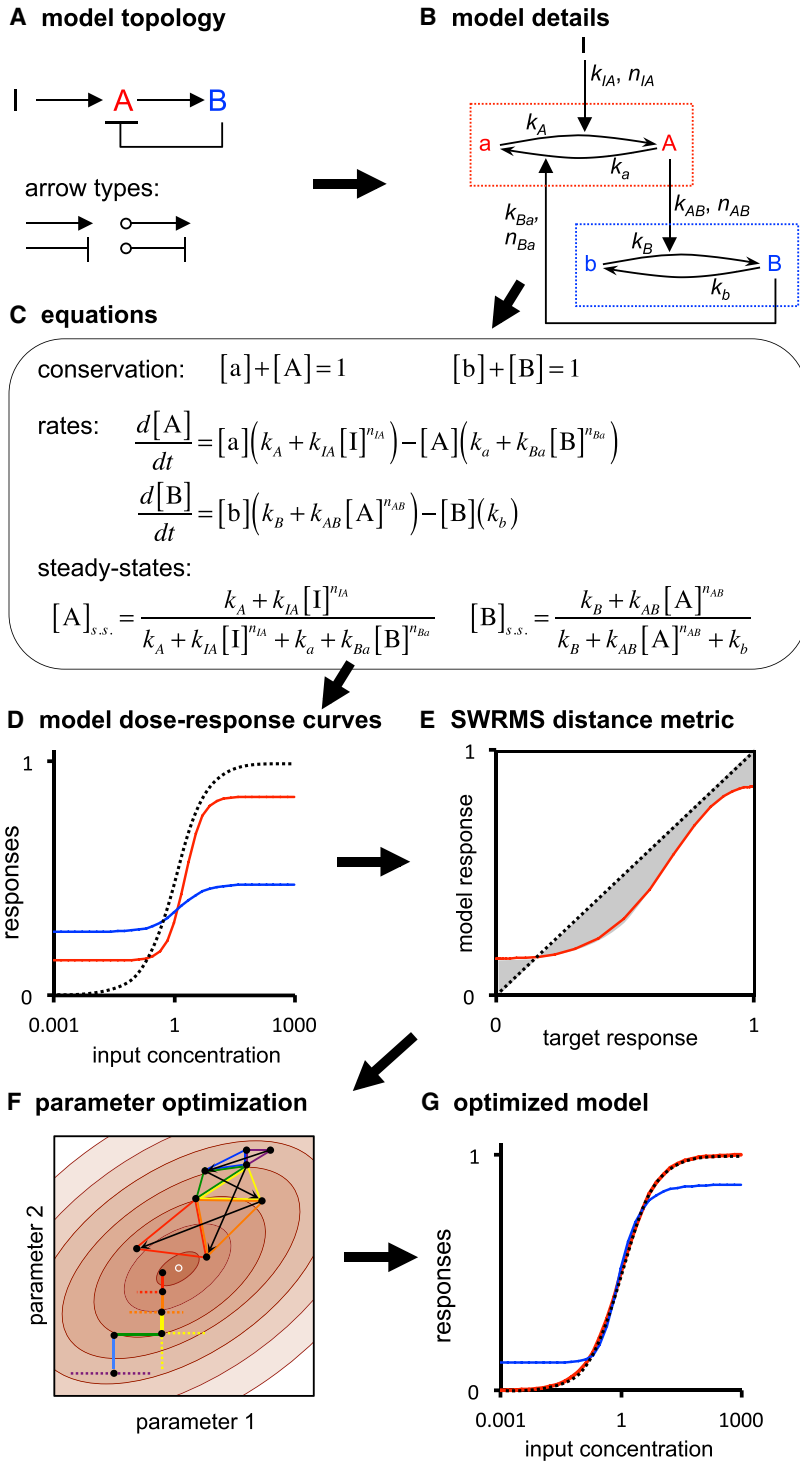 A model topology
I A B
arrow types:
B model details
I
k_IA, n_IA
a k_A A
k_a
k_Ba,
n_Ba
k_AB, n_AB
b k_B B
k_b
C equations
conservation: [a]+[A]=1 [b]+[B]=1
rates: d[A]/dt = [a](k_A + k_IA[I]^n_IA) − [A](k_a + k_Ba[B]^n_Ba)
d[B]/dt = [b](k_B + k_AB[A]^n_AB) − [B](k_b)
steady-states:
[A]_s.s. = (k_A + k_IA[I]^n_IA) / (k_A + k_IA[I]^n_IA + k_a + k_Ba[B]^n_Ba) [B]_s.s. = (k_B + k_AB[A]^n_AB) / (k_B + k_AB[A]^n_AB + k_b)
D model dose-response curves
1
responses
0
0.001 1 1000
input concentration
E SWRMS distance metric
1
model response
0
0 1
target response
F parameter optimization
parameter 2
parameter 1
G optimized model
1
responses
0
0.001 1 1000
input concentration